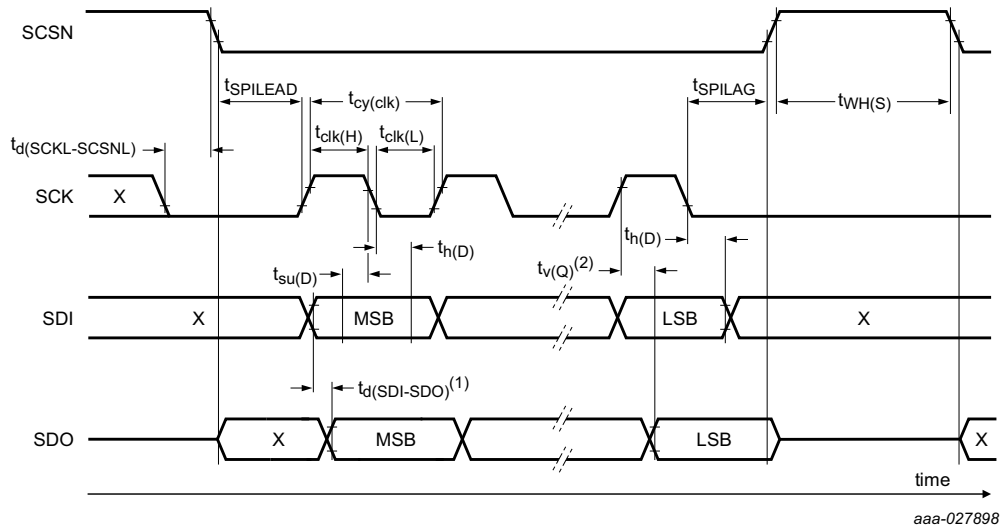 SCSN
tSPILEAD
tcy(clk)
tSPILAG
tWH(S)
tclk(H)
tclk(L)
td(SCKL-SCSNL)
SCK
X
th(D)
th(D)
tsu(D)
tv(Q)(2)
SDI
X
MSB
LSB
X
td(SDI-SDO)(1)
SDO
X
MSB
LSB
X
time
aaa-027898